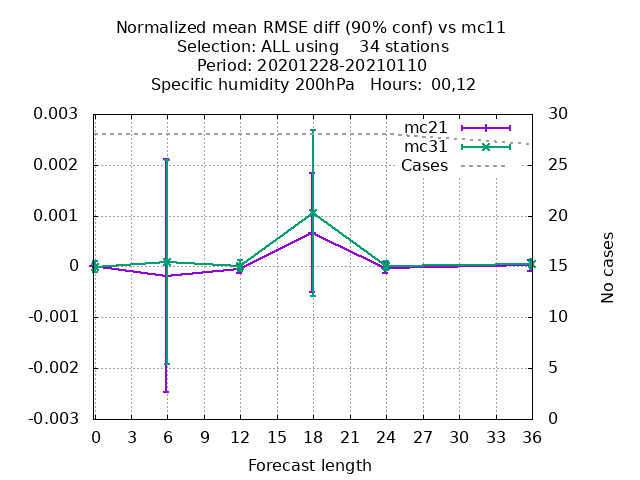 Normalized mean RMSE diff (90% conf) vs mc11
Selection: ALL using    34 stations
Period: 20201228-20210110
Specific humidity 200hPa   Hours:  00,12
0.003
0.002
0.001
0
-0.001
-0.002
-0.003
30
25
20
15
10
5
0
mc21
mc31
Cases
No cases
0 3 6 9 12 15 18 21 24 27 30 33 36
Forecast length